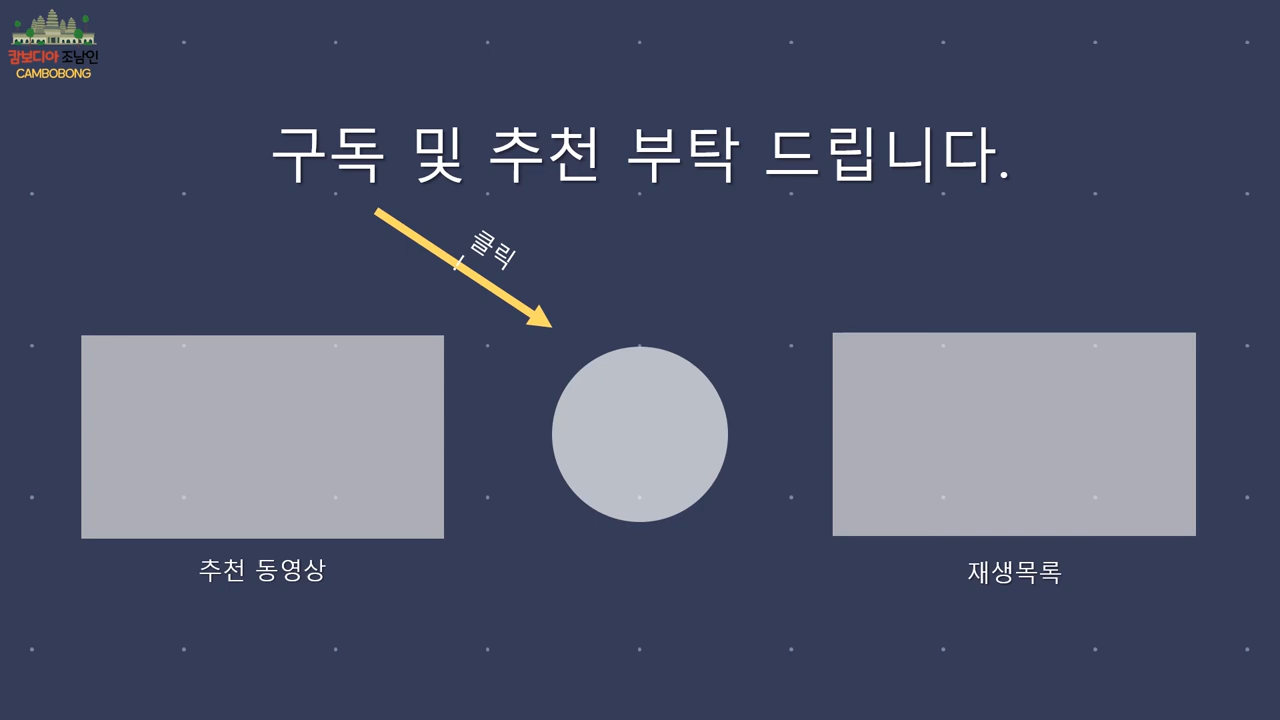 캄보디아 조남인
CAMBOBONG
구독 및 추천 부탁 드립니다.
클릭
추천 동영상
재생목록